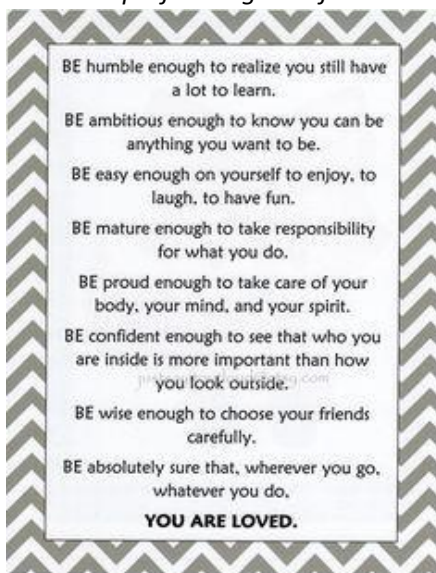 BE humble enough to realize you still have
a lot to learn.
BE ambitious enough to know you can be
anything you want to be.
BE easy enough on yourself to enjoy, to
laugh, to have fun.
BE mature enough to take responsibility
for what you do.
BE proud enough to take care of your
body, your mind, and your spirit.
BE confident enough to see that who you
are inside is more important than how
you look outside.
BE wise enough to choose your friends
carefully.
BE absolutely sure that, wherever you go,
whatever you do,
YOU ARE LOVED.